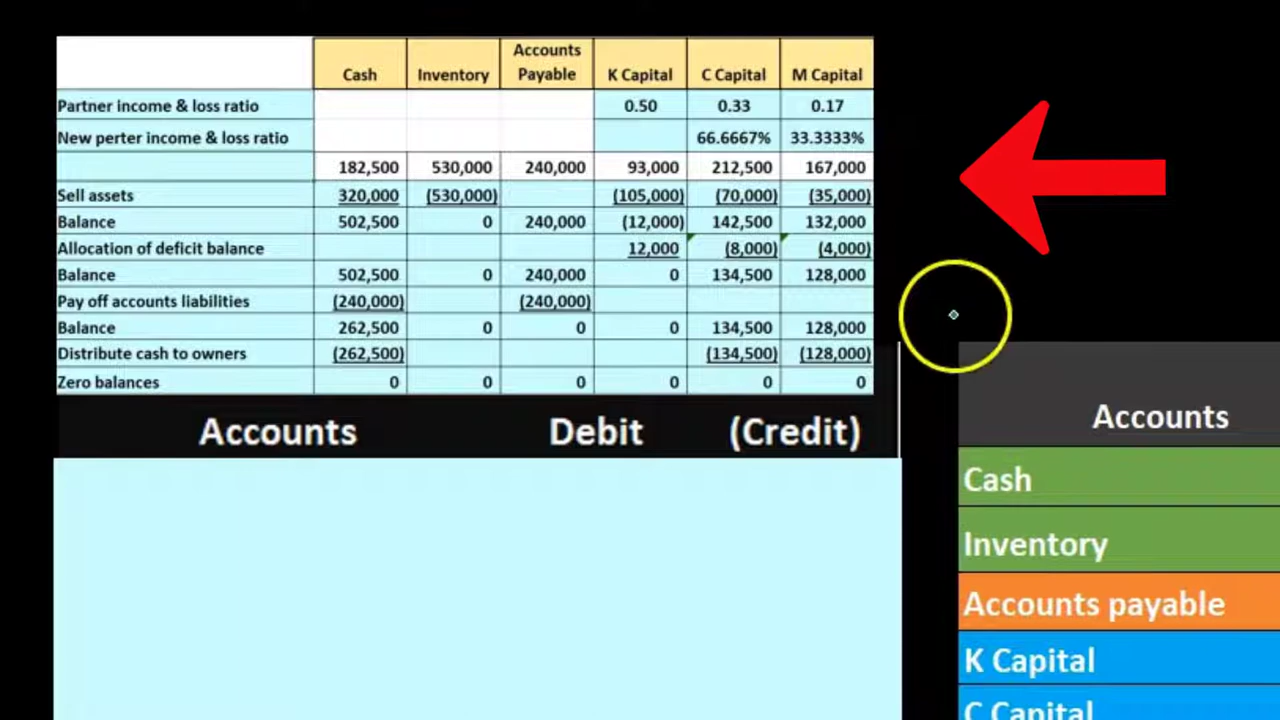 Cash Inventory Accounts Payable K Capital C Capital M Capital
Partner income & loss ratio 0.50 0.33 0.17
New perter income & loss ratio 66.6667% 33.3333%
182,500 530,000 240,000 93,000 212,500 167,000
Sell assets 320,000 (530,000) (105,000) (70,000) (35,000)
Balance 502,500 0 240,000 (12,000) 142,500 132,000
Allocation of deficit balance 12,000 (8,000) (4,000)
Balance 502,500 0 240,000 0 134,500 128,000
Pay off accounts liabilities (240,000) (240,000)
Balance 262,500 0 0 0 134,500 128,000
Distribute cash to owners (262,500) (134,500) (128,000)
Zero balances 0 0 0 0 0 0
Accounts Debit (Credit)
Accounts
Cash
Inventory
Accounts payable
K Capital
C Capital